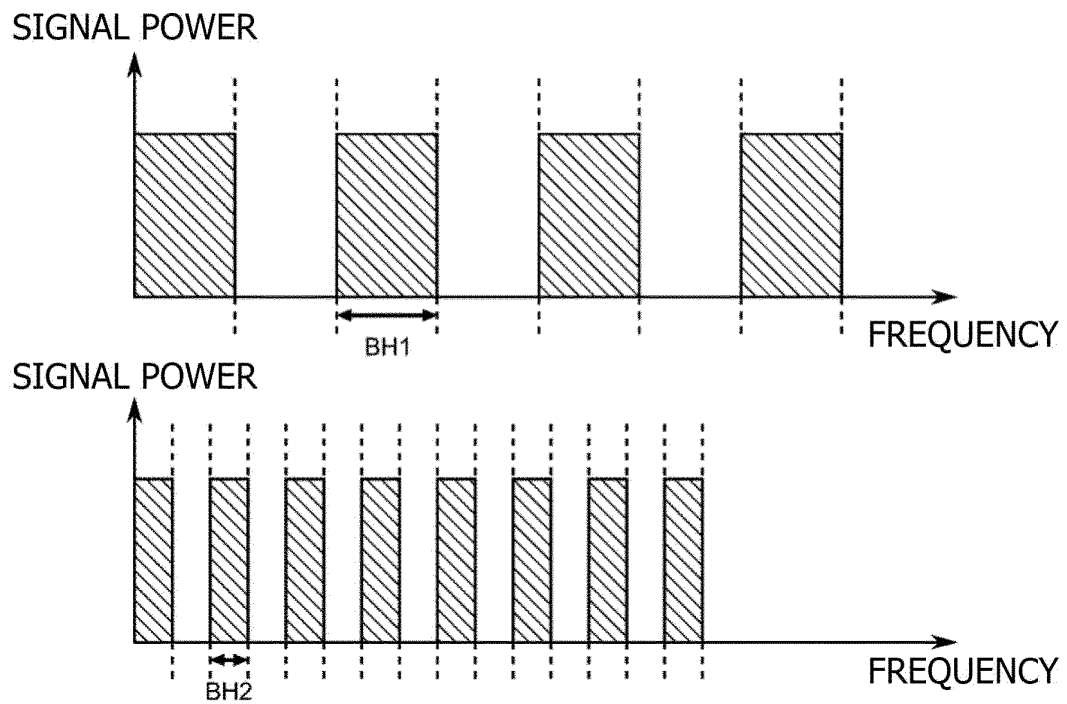 SIGNAL POWER
FREQUENCY
BH1
SIGNAL POWER
FREQUENCY
BH2